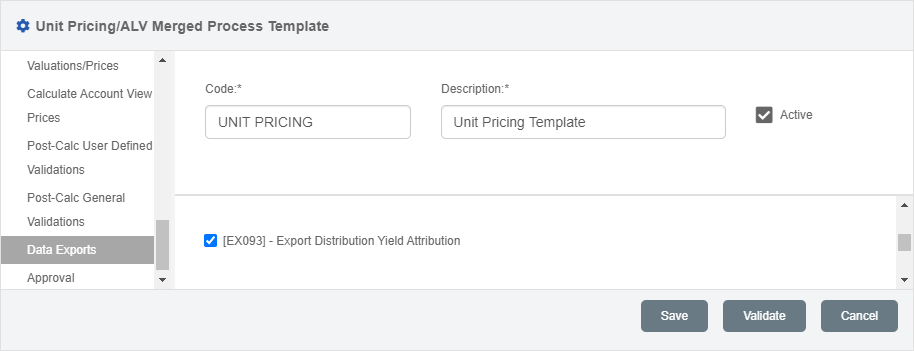 Unit Pricing/ALV Merged Process Template
Valuations/Prices
Calculate Account View
Prices
Post-Calc User Defined
Validations
Post-Calc General
Validations
Data Exports
Approval
Code:*
Description:*
UNIT PRICING
Unit Pricing Template
Active
[EX093] - Export Distribution Yield Attribution
Save
Validate
Cancel